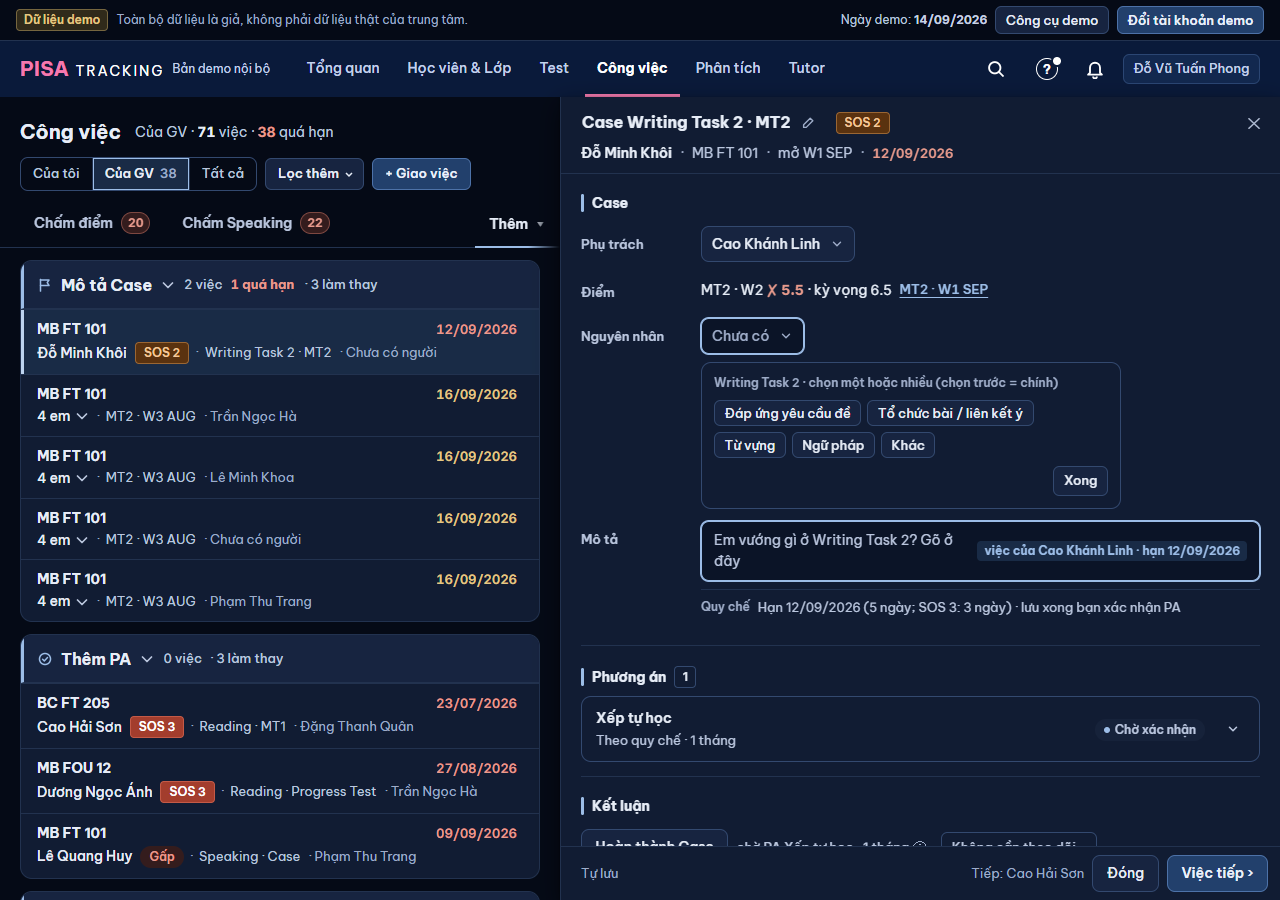 Dữ liệu demo Toàn bộ dữ liệu là giả, không phải dữ liệu thật của trung tâm. Ngày demo: 14/09/2026 Công cụ demo Đổi tài khoản demo
PISA TRACKING Bản demo nội bộ Tổng quan Học viên & Lớp Test Công việc Phân tích Tutor ? Đỗ Vũ Tuấn Phong
Công việc Của GV · 71 việc · 38 quá hạn
Của tôi Của GV 38 Tất cả Lọc thêm + Giao việc
Chấm điểm 20 Chấm Speaking 22 Thêm
Mô tả Case 2 việc 1 quá hạn · 3 làm thay
MB FT 101 12/09/2026
Đỗ Minh Khôi SOS 2 · Writing Task 2 · MT2 · Chưa có người
MB FT 101 16/09/2026
4 em · MT2 · W3 AUG · Trần Ngọc Hà
MB FT 101 16/09/2026
4 em · MT2 · W3 AUG · Lê Minh Khoa
MB FT 101 16/09/2026
4 em · MT2 · W3 AUG · Chưa có người
MB FT 101 16/09/2026
4 em · MT2 · W3 AUG · Phạm Thu Trang
Thêm PA 0 việc · 3 làm thay
BC FT 205 23/07/2026
Cao Hải Sơn SOS 3 · Reading · MT1 · Đặng Thanh Quân
MB FOU 12 27/08/2026
Dương Ngọc Ánh SOS 3 · Reading · Progress Test · Trần Ngọc Hà
MB FT 101 09/09/2026
Lê Quang Huy Gấp · Speaking · Case · Phạm Thu Trang
Case Writing Task 2 · MT2 SOS 2
Đỗ Minh Khôi · MB FT 101 · mở W1 SEP · 12/09/2026
Case
Phụ trách Cao Khánh Linh
Điểm MT2 · W2 ✗ 5.5 · kỳ vọng 6.5 MT2 · W1 SEP
Nguyên nhân Chưa có
Writing Task 2 · chọn một hoặc nhiều (chọn trước = chính)
Đáp ứng yêu cầu đề Tổ chức bài / liên kết ý
Từ vựng Ngữ pháp Khác
Xong
Mô tả Em vướng gì ở Writing Task 2? Gõ ở đây việc của Cao Khánh Linh · hạn 12/09/2026
Quy chế Hạn 12/09/2026 (5 ngày; SOS 3: 3 ngày) · lưu xong bạn xác nhận PA
Phương án 1
Xếp tự học
Theo quy chế · 1 tháng Chờ xác nhận
Kết luận
Hoàn thành Case chờ PA Xếp tự học · 1 tháng Không cần theo dõi
Tự lưu Tiếp: Cao Hải Sơn Đóng Việc tiếp ›